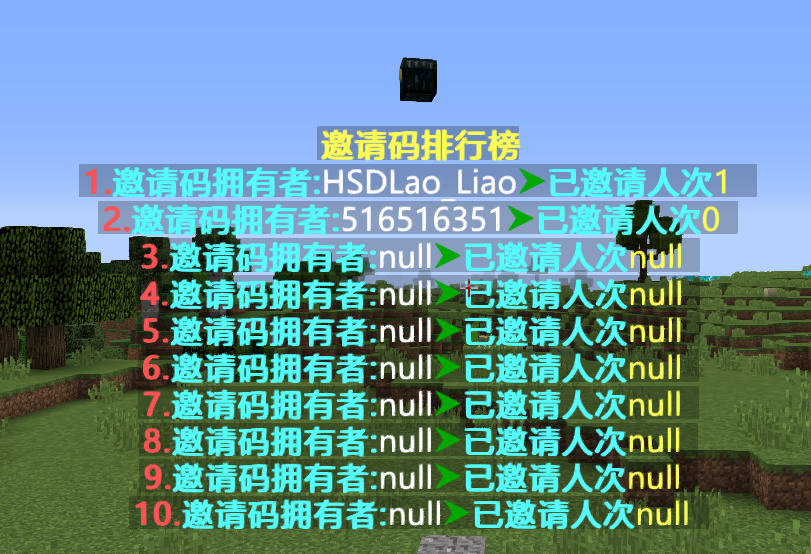 邀请码排行榜
1.邀请码拥有者:HSDLao_Liao➤已邀请人次1
2.邀请码拥有者:516516351➤已邀请人次0
3.邀请码拥有者:null➤已邀请人次null
4.邀请码拥有者:null➤已邀请人次null
5.邀请码拥有者:null➤已邀请人次null
6.邀请码拥有者:null➤已邀请人次null
7.邀请码拥有者:null➤已邀请人次null
8.邀请码拥有者:null➤已邀请人次null
9.邀请码拥有者:null➤已邀请人次null
10.邀请码拥有者:null➤已邀请人次null